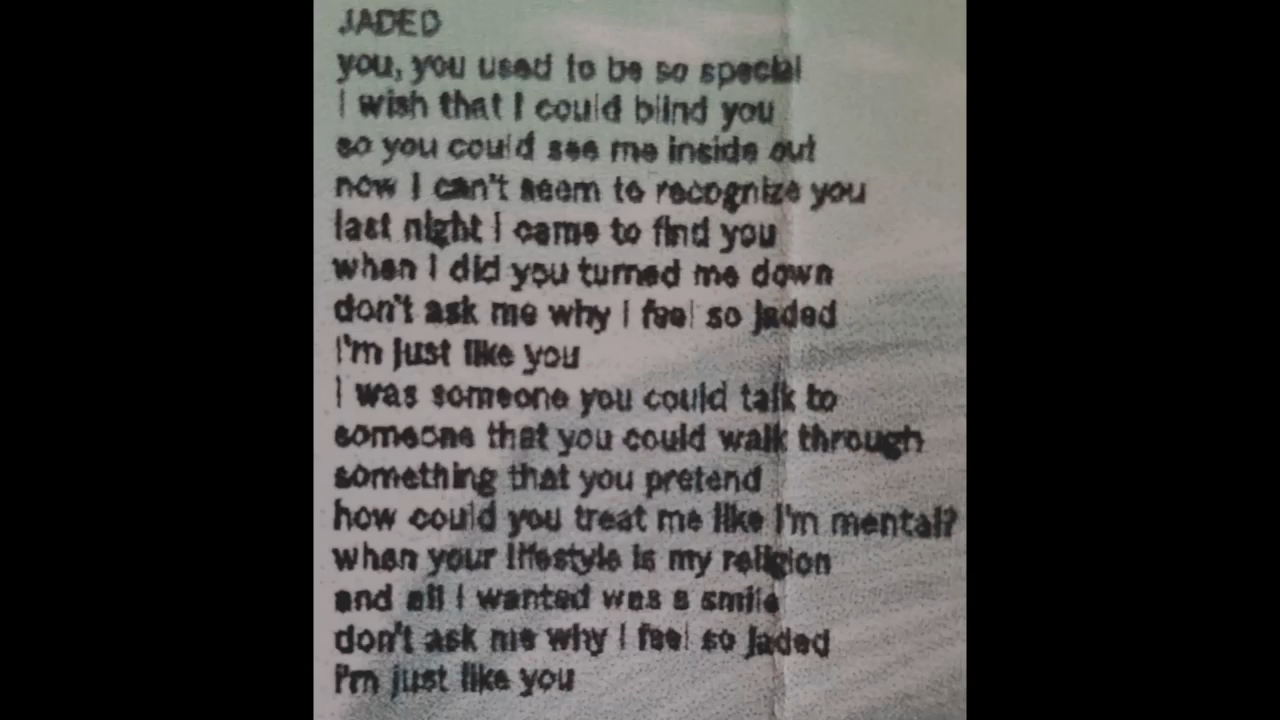 JADED
you, you used to be so special
I wish that I could blind you
so you could see me inside out
now I can't seem to recognize you
last night I came to find you
when I did you turned me down
don't ask me why I feel so jaded
I'm just like you
I was someone you could talk to
someone that you could walk through
something that you pretend
how could you treat me like I'm mental?
when your lifestyle is my religion
and all I wanted was a smile
don't ask me why I feel so jaded
I'm just like you